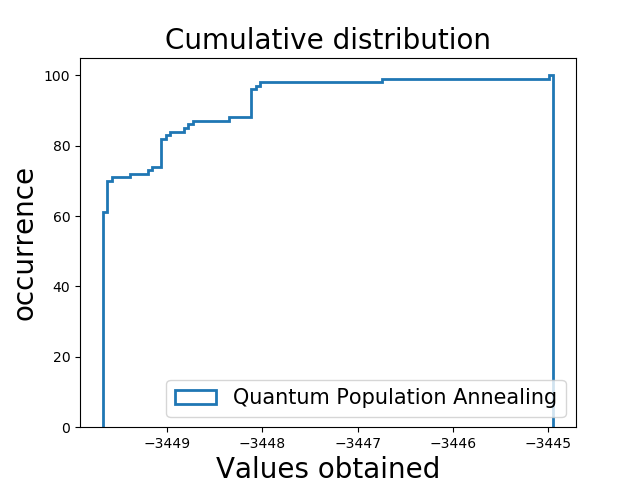 Cumulative distribution
occurrence
100
80
60
40
20
0
Quantum Population Annealing
−3449 −3448 −3447 −3446 −3445
Values obtained